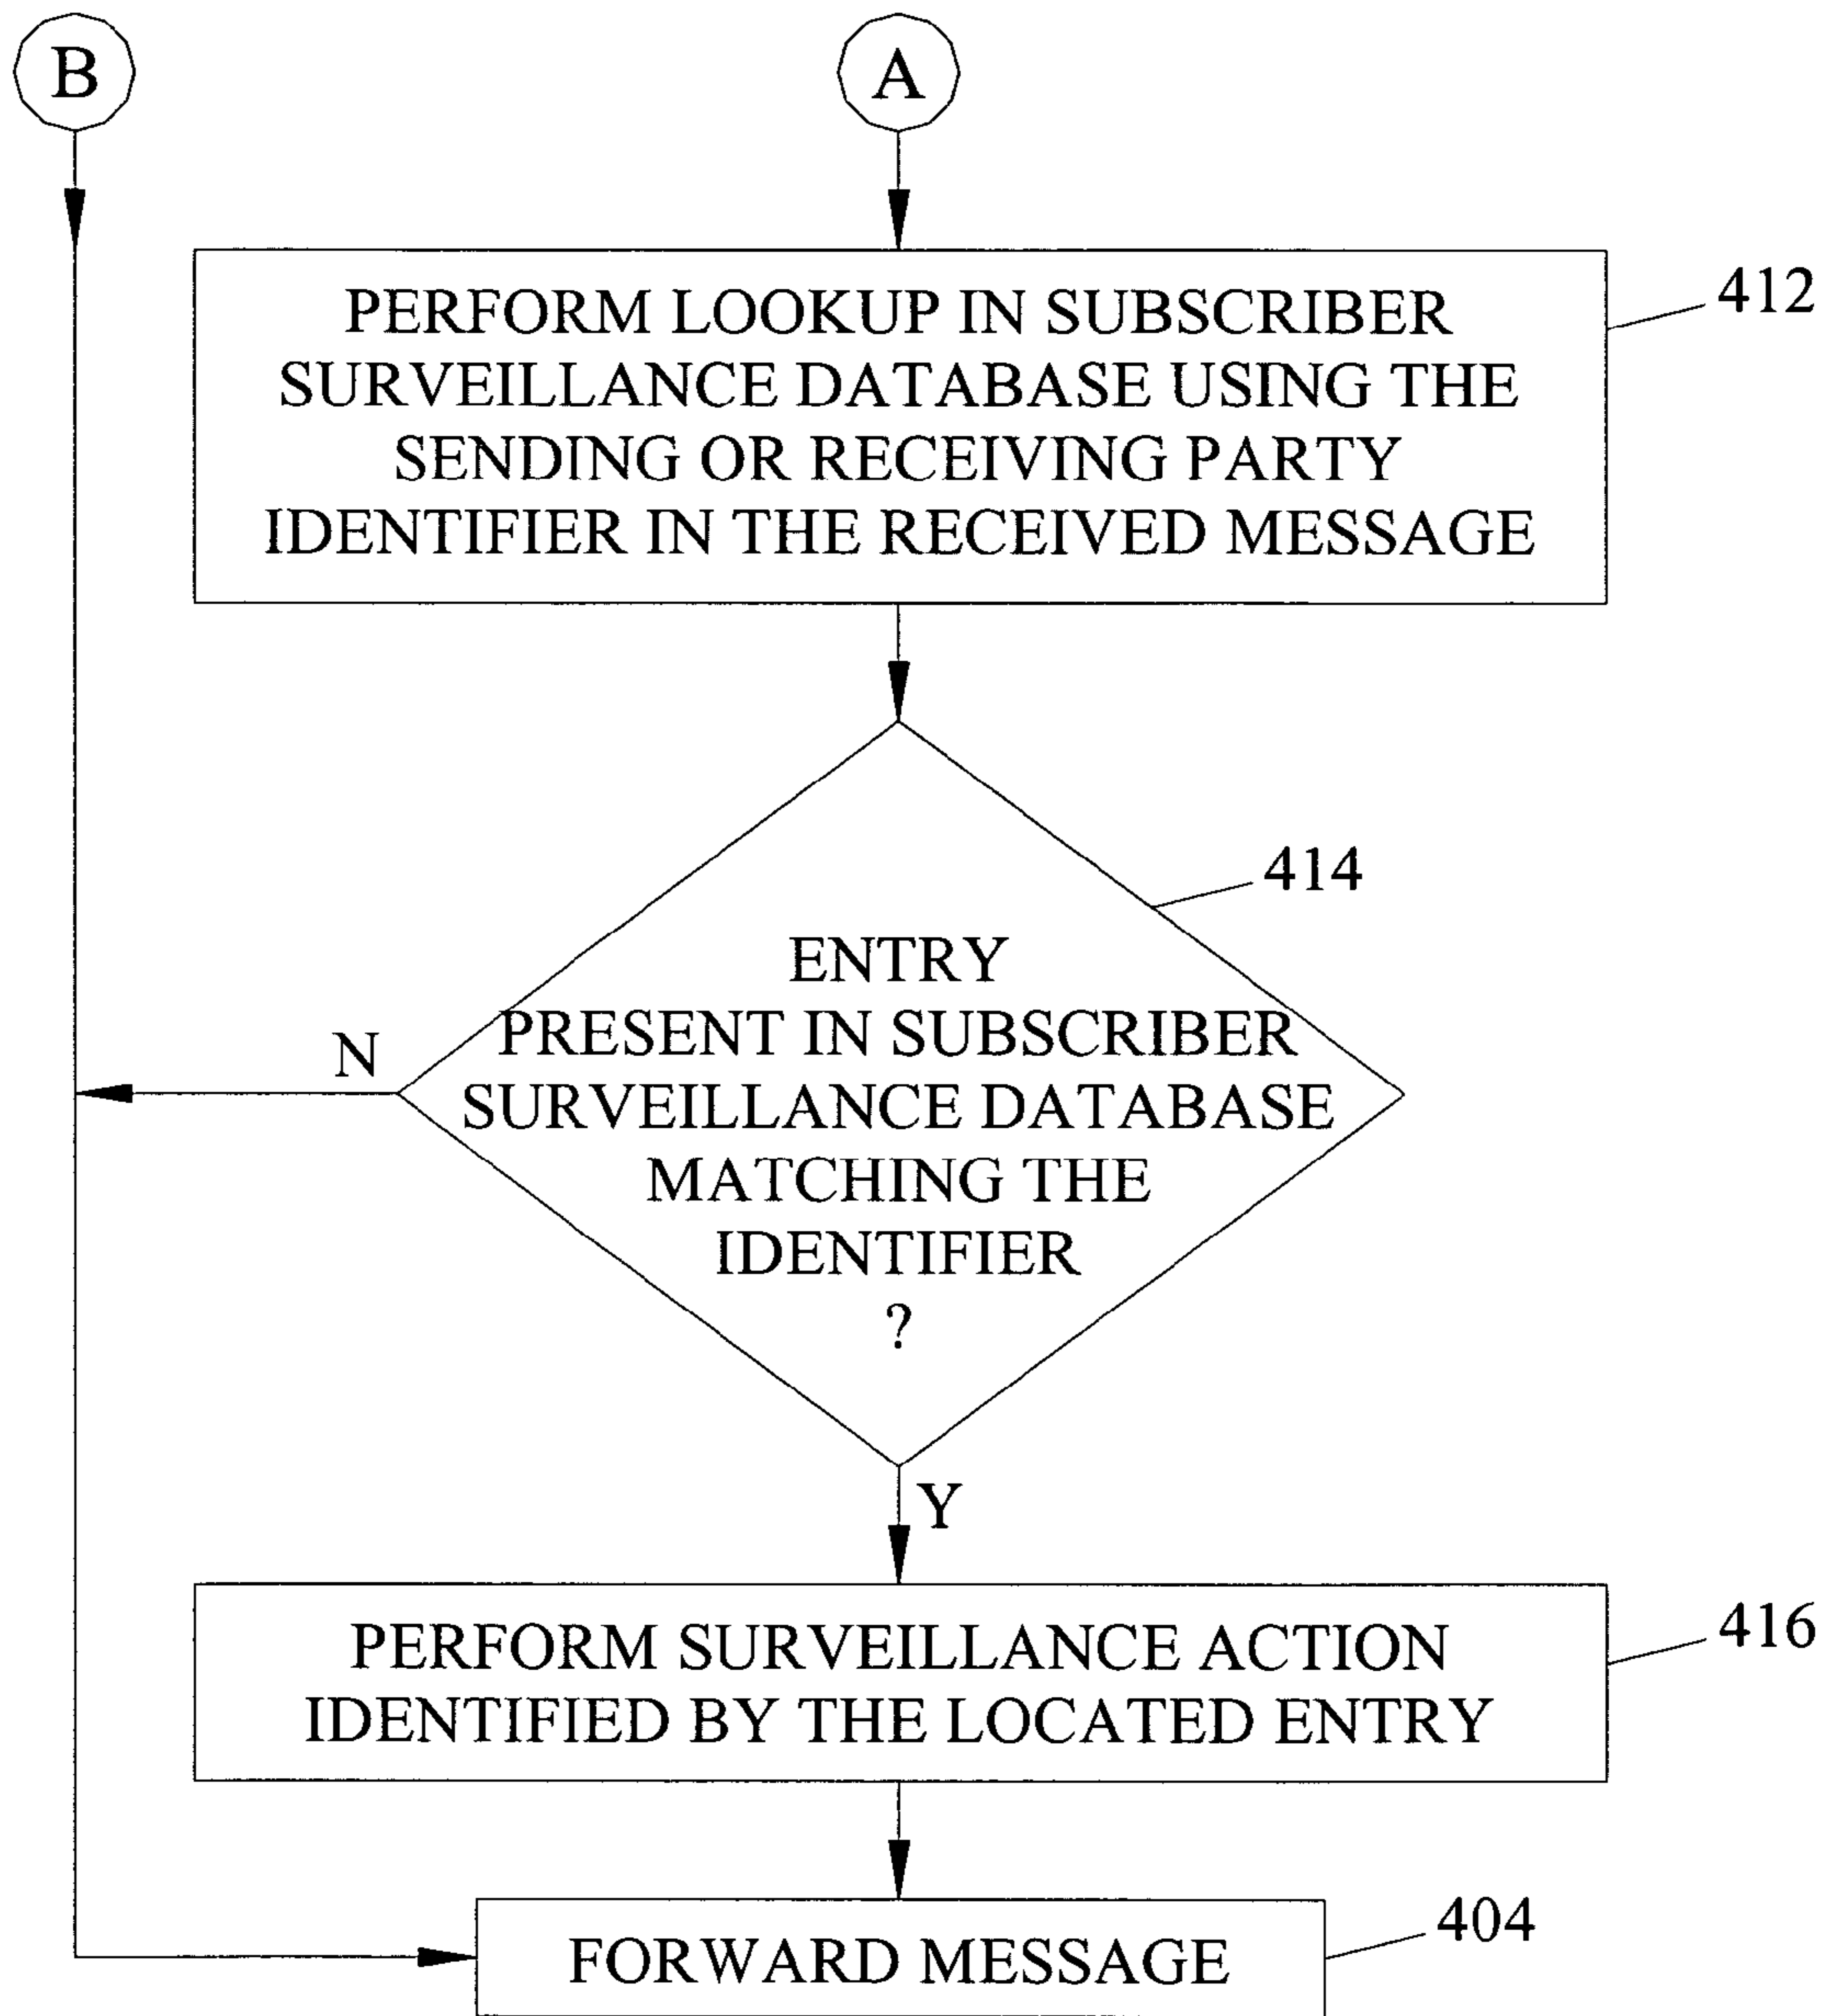 B
A
PERFORM LOOKUP IN SUBSCRIBER
SURVEILLANCE DATABASE USING THE
SENDING OR RECEIVING PARTY
IDENTIFIER IN THE RECEIVED MESSAGE
412
414
ENTRY
PRESENT IN SUBSCRIBER
SURVEILLANCE DATABASE
MATCHING THE
IDENTIFIER
?
N
Y
PERFORM SURVEILLANCE ACTION
IDENTIFIED BY THE LOCATED ENTRY
416
FORWARD MESSAGE
404